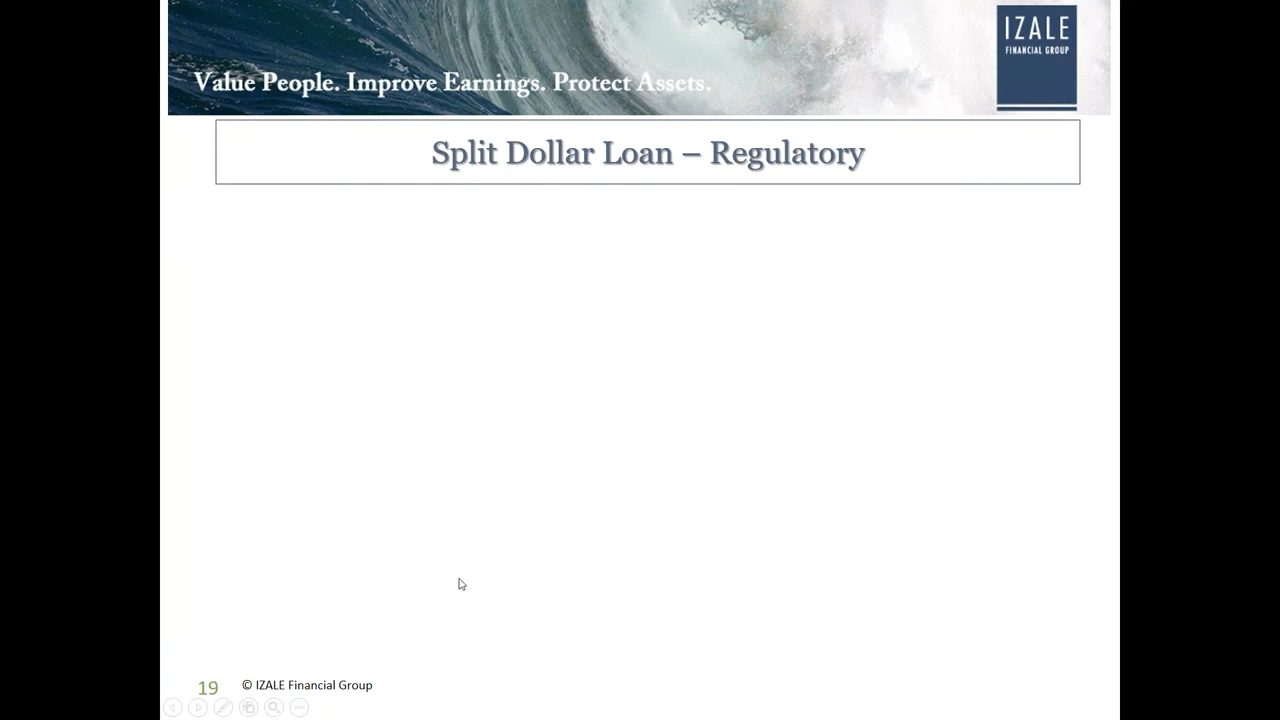 Value People. Improve Earnings. Protect Assets.
IZALE
FINANCIAL GROUP
Split Dollar Loan – Regulatory
19
© IZALE Financial Group